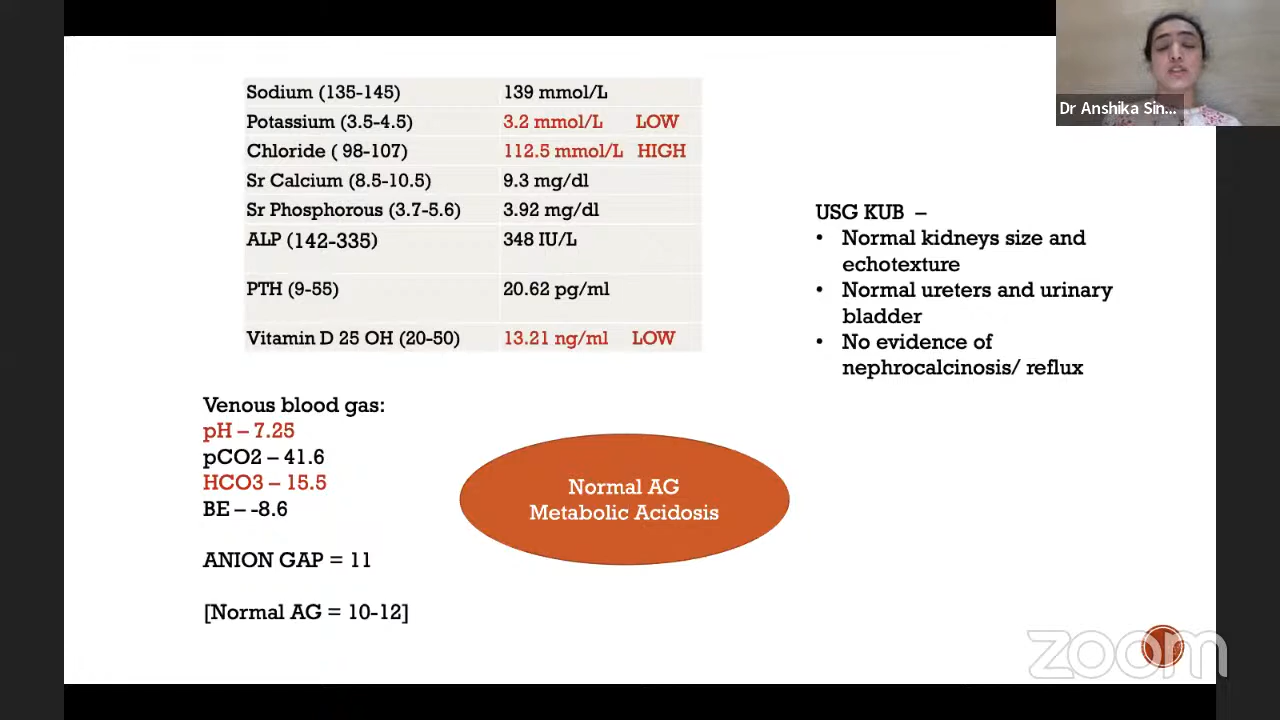 Sodium (135-145) 139 mmol/L
Potassium (3.5-4.5) 3.2 mmol/L LOW
Chloride ( 98-107) 112.5 mmol/L HIGH
Sr Calcium (8.5-10.5) 9.3 mg/dl
Sr Phosphorous (3.7-5.6) 3.92 mg/dl
ALP (142-335) 348 IU/L
PTH (9-55) 20.62 pg/ml
Vitamin D 25 OH (20-50) 13.21 ng/ml LOW
Venous blood gas:
pH – 7.25
pCO2 – 41.6
HCO3 – 15.5
BE – -8.6
ANION GAP = 11
[Normal AG = 10-12]
Normal AG
Metabolic Acidosis
USG KUB –
• Normal kidneys size and
echotexture
• Normal ureters and urinary
bladder
• No evidence of
nephrocalcinosis/ reflux
Dr Anshika Sin...
zoom